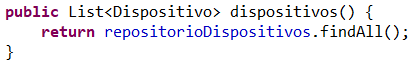 public List<Dispositivo> dispositivos() {
    return repositorioDispositivos.findAll();
}